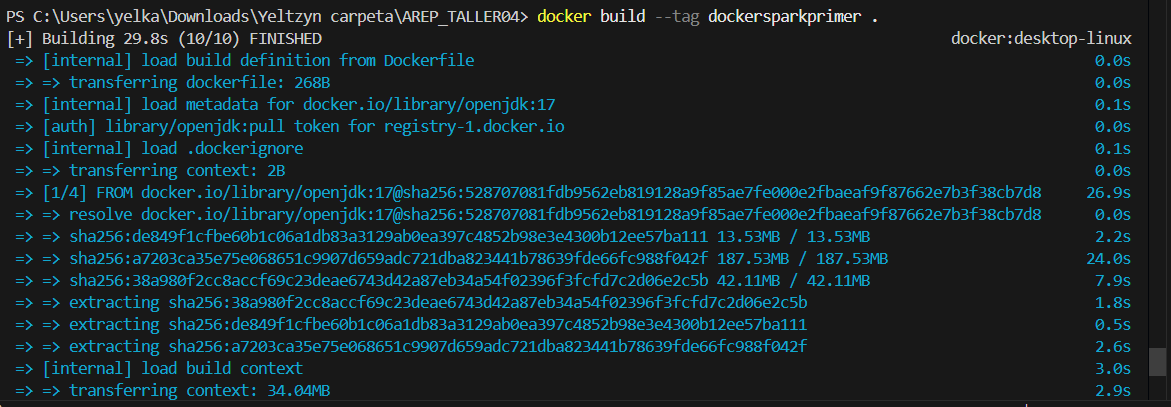 PS C:\Users\yelka\Downloads\Yeltzyn carpeta\AREP_TALLER04> docker build --tag dockersparkprimer .
[+] Building 29.8s (10/10) FINISHED docker:desktop-linux
=> [internal] load build definition from Dockerfile 0.0s
=> => transferring dockerfile: 268B 0.0s
=> [internal] load metadata for docker.io/library/openjdk:17 0.1s
=> [auth] library/openjdk:pull token for registry-1.docker.io 0.0s
=> [internal] load .dockerignore 0.1s
=> => transferring context: 2B 0.0s
=> [1/4] FROM docker.io/library/openjdk:17@sha256:528707081fdb9562eb819128a9f85ae7fe000e2fbaeaf9f87662e7b3f38cb7d8 26.9s
=> => resolve docker.io/library/openjdk:17@sha256:528707081fdb9562eb819128a9f85ae7fe000e2fbaeaf9f87662e7b3f38cb7d8 0.0s
=> => sha256:de849f1cfbe60b1c06a1db83a3129ab0ea397c4852b98e3e4300b12ee57ba111 13.53MB / 13.53MB 2.2s
=> => sha256:a7203ca35e75e068651c9907d659adc721dba823441b78639fde66fc988f042f 187.53MB / 187.53MB 24.0s
=> => sha256:38a980f2cc8accf69c23deae6743d42a87eb34a54f02396f3fcfd7c2d06e2c5b 42.11MB / 42.11MB 7.9s
=> => extracting sha256:38a980f2cc8accf69c23deae6743d42a87eb34a54f02396f3fcfd7c2d06e2c5b 1.8s
=> => extracting sha256:de849f1cfbe60b1c06a1db83a3129ab0ea397c4852b98e3e4300b12ee57ba111 0.5s
=> => extracting sha256:a7203ca35e75e068651c9907d659adc721dba823441b78639fde66fc988f042f 2.6s
=> [internal] load build context 3.0s
=> => transferring context: 34.04MB 2.9s